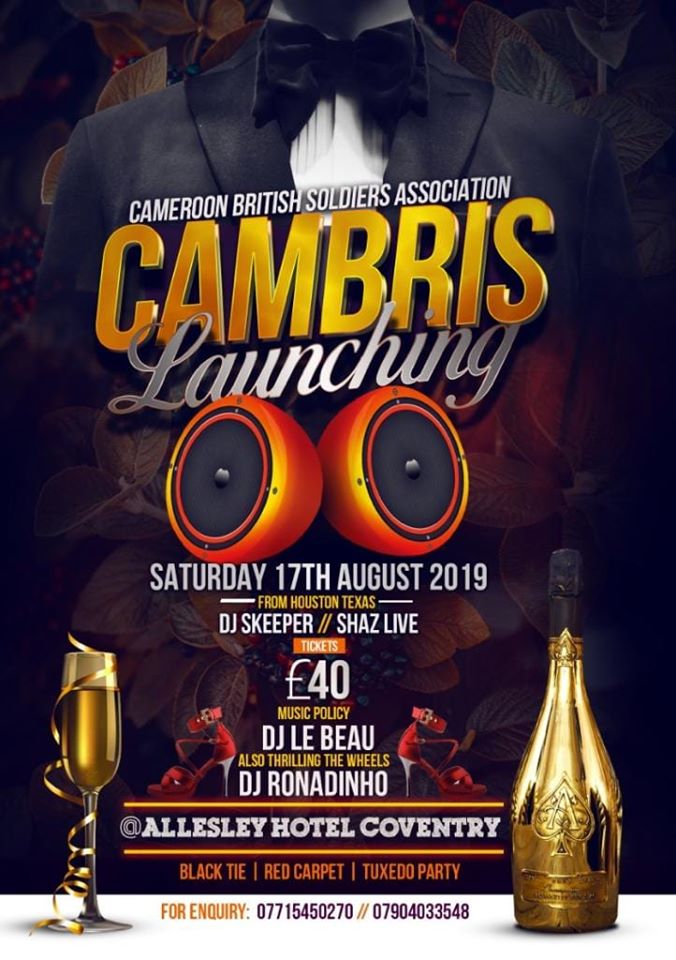 CAMEROON BRITISH SOLDIERS ASSOCIATION
CAMBRIS
Launching
SATURDAY 17TH AUGUST 2019
FROM HOUSTON TEXAS
DJ SKEEPER // SHAZ LIVE
TICKETS
£40
MUSIC POLICY
DJ LE BEAU
ALSO THRILLING THE WHEELS
DJ RONADINHO
@ALLESLEY HOTEL COVENTRY
BLACK TIE | RED CARPET | TUXEDO PARTY
FOR ENQUIRY: 07715450270 // 07904033548